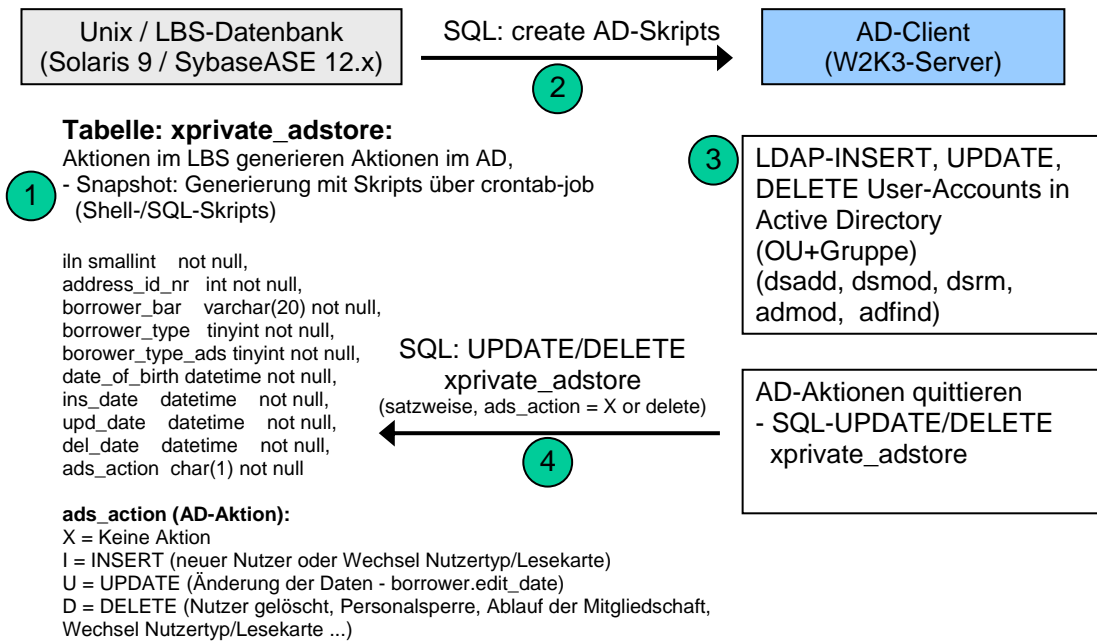 Unix / LBS-Datenbank
(Solaris 9 / SybaseASE 12.x)
SQL: create AD-Skripts
2
AD-Client
(W2K3-Server)
Tabelle: xprivate_adstore:
Aktionen im LBS generieren Aktionen im AD,
1
- Snapshot: Generierung mit Skripts über crontab-job
(Shell-/SQL-Skripts)
iln smallint not null,
address_id_nr int not null,
borrower_bar varchar(20) not null,
borrower_type tinyint not null,
borower_type_ads tinyint not null,
date_of_birth datetime not null,
ins_date datetime not null,
upd_date datetime not null,
del_date datetime not null,
ads_action char(1) not null
3
LDAP-INSERT, UPDATE,
DELETE User-Accounts in
Active Directory
(OU+Gruppe)
(dsadd, dsmod, dsrm,
admod, adfind)
SQL: UPDATE/DELETE
xprivate_adstore
(satzweise, ads_action = X or delete)
4
AD-Aktionen quittieren
- SQL-UPDATE/DELETE
xprivate_adstore
ads_action (AD-Aktion):
X = Keine Aktion
I = INSERT (neuer Nutzer oder Wechsel Nutzertyp/Lesekarte)
U = UPDATE (Änderung der Daten - borrower.edit_date)
D = DELETE (Nutzer gelöscht, Personalsperre, Ablauf der Mitgliedschaft,
Wechsel Nutzertyp/Lesekarte ...)